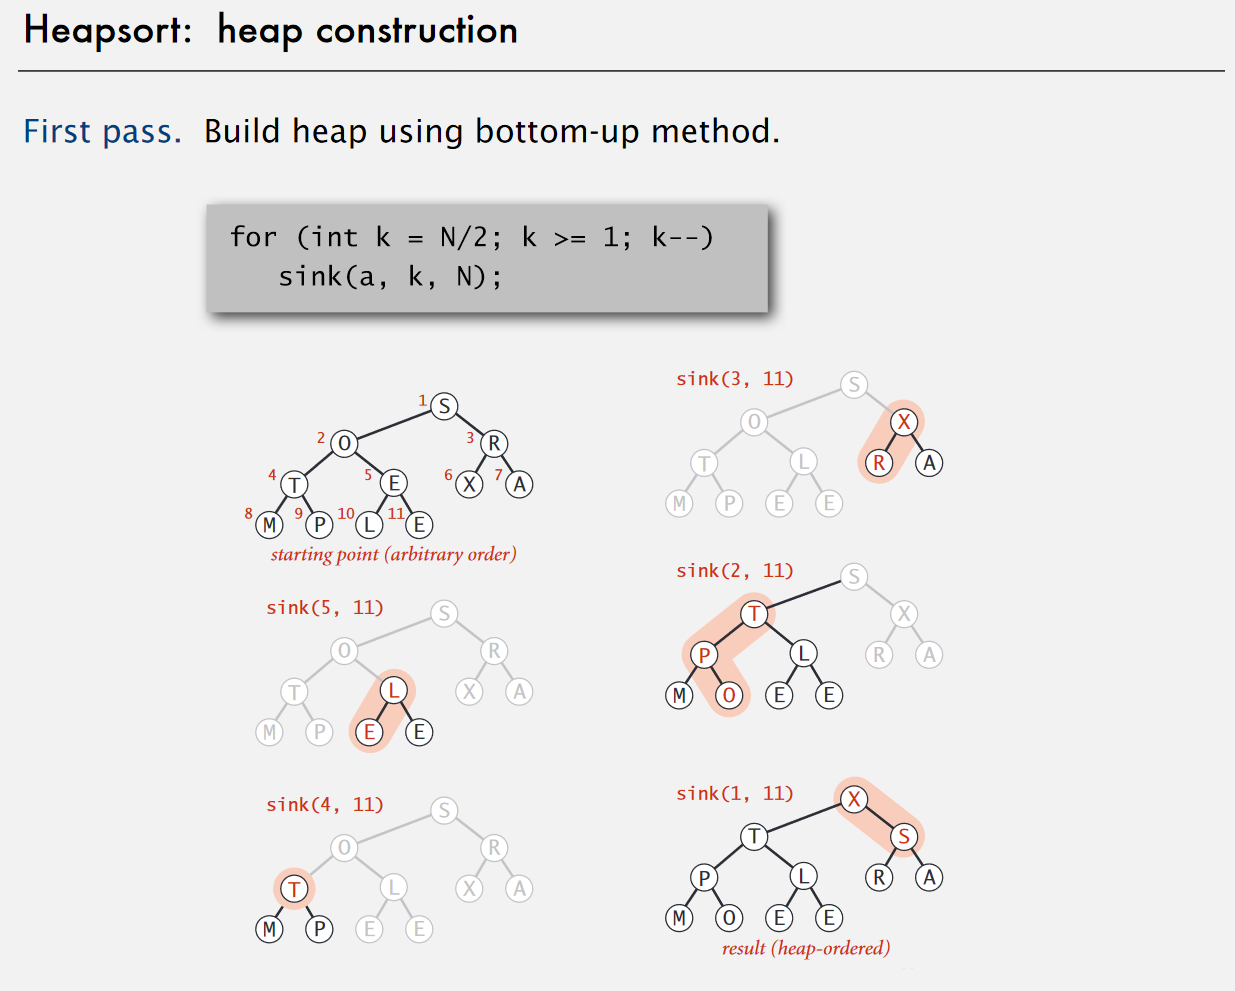 Heapsort: heap construction
First pass. Build heap using bottom-up method.
for (int k = N/2; k >= 1; k--)
sink(a, k, N);
1 S
2 O 3 R
4 T 5 E 6 X 7 A
8 M 9 P 10 L 11 E
starting point (arbitrary order)
sink(5, 11)
S
O R
T L X A
M P E E
sink(4, 11)
S
O R
T L X A
M P E E
sink(3, 11)
S
O X
T L R A
M P E E
sink(2, 11)
S
T X
P L R A
M O E E
sink(1, 11)
X
T S
P L R A
M O E E
result (heap-ordered)